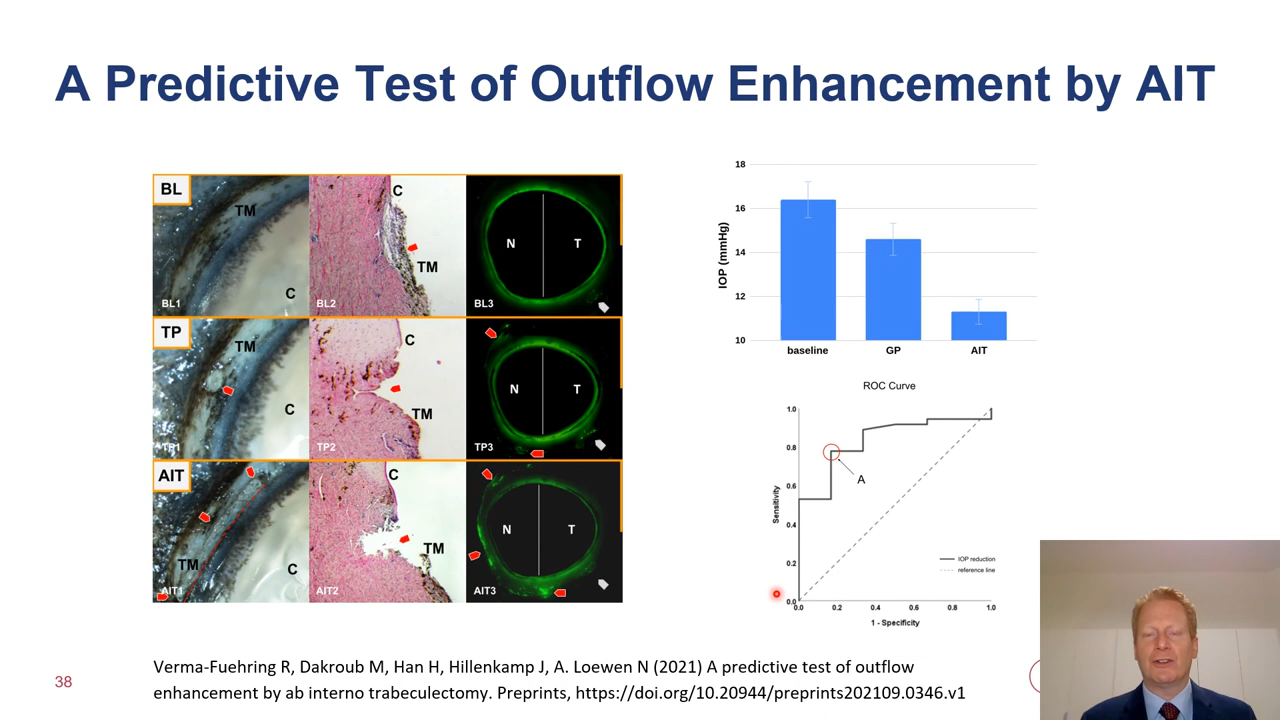 A Predictive Test of Outflow Enhancement by AIT
BL
TM
C
BL1
C
TM
BL2
N
T
BL3
TP
TM
C
TP1
C
TM
TP2
N
T
TP3
AIT
TM
C
AIT1
C
TM
AIT2
N
T
AIT3
18
16
14
12
10
IOP (mmHg)
baseline
GP
AIT
ROC Curve
1.0
0.8
0.6
0.4
0.2
0.0
Sensitivity
A
IOP reduction
reference line
0.0
0.2
0.4
0.6
0.8
1.0
1 - Specificity
Verma-Fuehring R, Dakroub M, Han H, Hillenkamp J, A. Loewen N (2021) A predictive test of outflow
enhancement by ab interno trabeculectomy. Preprints, https://doi.org/10.20944/preprints202109.0346.v1
38